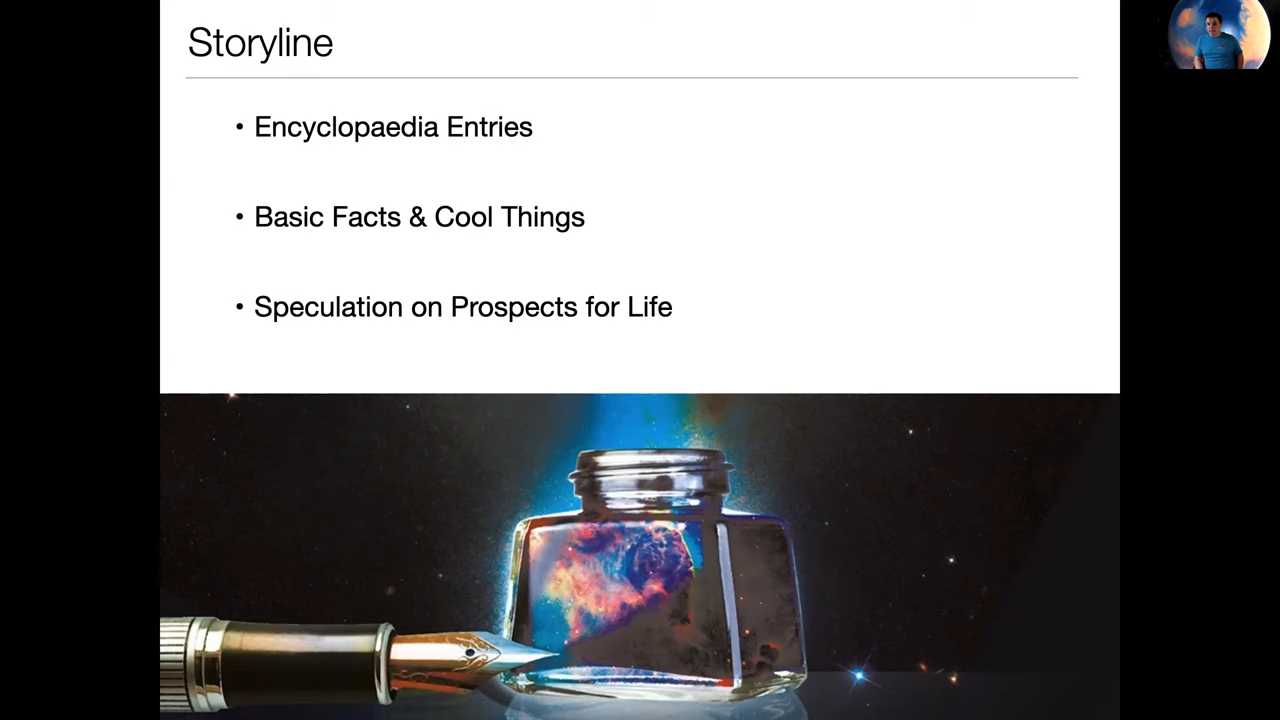 Storyline
• Encyclopaedia Entries
• Basic Facts & Cool Things
• Speculation on Prospects for Life